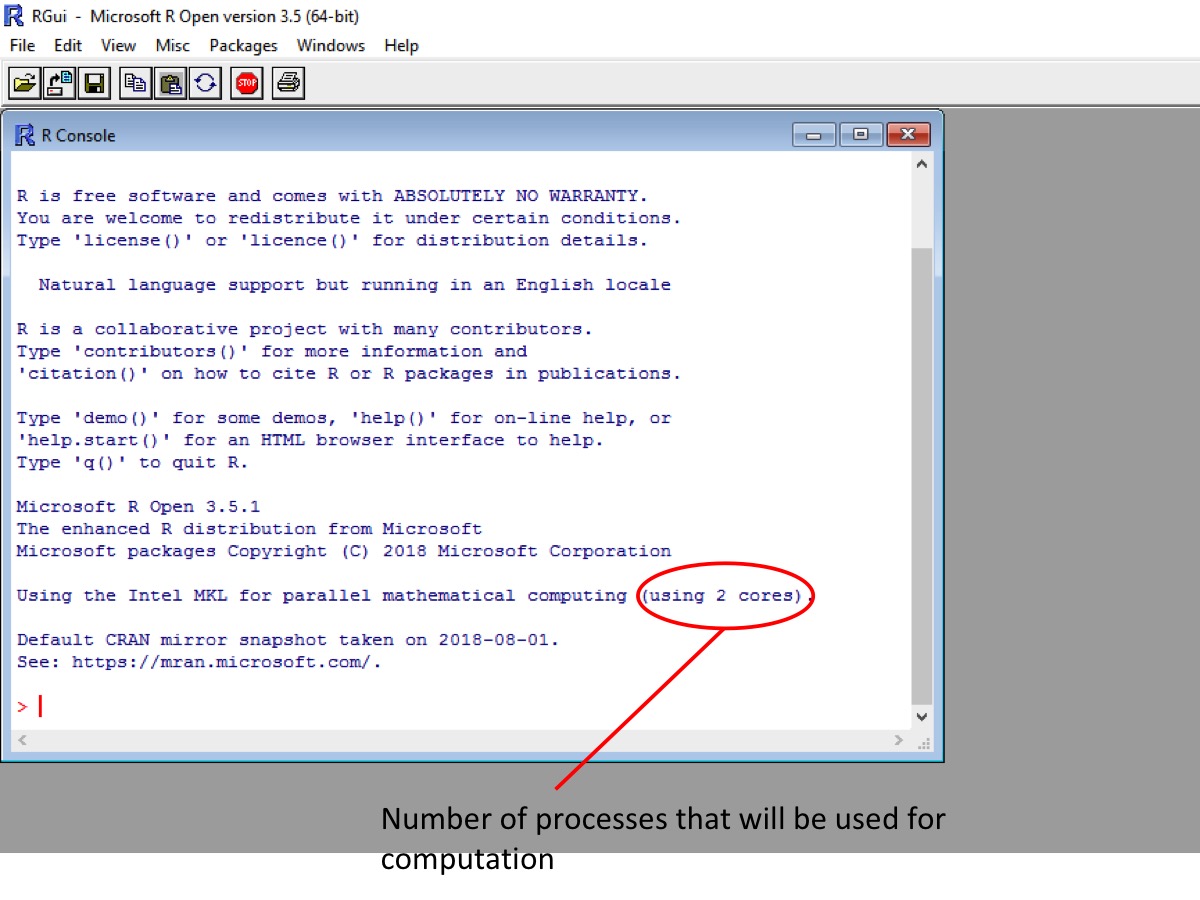 RGui - Microsoft R Open version 3.5 (64-bit)
File Edit View Misc Packages Windows Help
STOP
R Console
R is free software and comes with ABSOLUTELY NO WARRANTY.
You are welcome to redistribute it under certain conditions.
Type 'license()' or 'licence()' for distribution details.
Natural language support but running in an English locale
R is a collaborative project with many contributors.
Type 'contributors()' for more information and
'citation()' on how to cite R or R packages in publications.
Type 'demo()' for some demos, 'help()' for on-line help, or
'help.start()' for an HTML browser interface to help.
Type 'q()' to quit R.
Microsoft R Open 3.5.1
The enhanced R distribution from Microsoft
Microsoft packages Copyright (C) 2018 Microsoft Corporation
Using the Intel MKL for parallel mathematical computing (using 2 cores).
Default CRAN mirror snapshot taken on 2018-08-01.
See: https://mran.microsoft.com/.
>
Number of processes that will be used for
computation